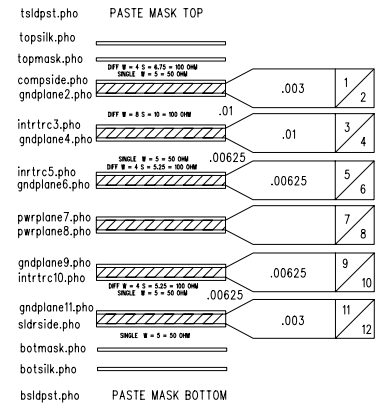 tsldpst.pho PASTE MASK TOP
topsilk.pho
topmask.pho
DIFF W = 4 S = 6.75 = 100 OHM
SINGLE W = 5 = 50 OHM
compside.pho
gndplane2.pho
.003
1
2
.01
DIFF W = 8 S = 10 = 100 OHM
intrtrc3.pho
gndplane4.pho
.01
3
4
.00625
SINGLE W = 5 = 50 OHM
DIFF W = 4 S = 5.25 = 100 OHM
inrtrc5.pho
gndplane6.pho
.00625
5
6
pwrplane7.pho
pwrplane8.pho
7
8
gndplane9.pho
intrtrc10.pho
.00625
9
10
DIFF W = 4 S = 5.25 = 100 OHM
SINGLE W = 5 = 50 OHM
.00625
gndplane11.pho
sldrside.pho
.003
11
12
SINGLE W = 5 = 50 OHM
botmask.pho
botsilk.pho
bsldpst.pho PASTE MASK BOTTOM